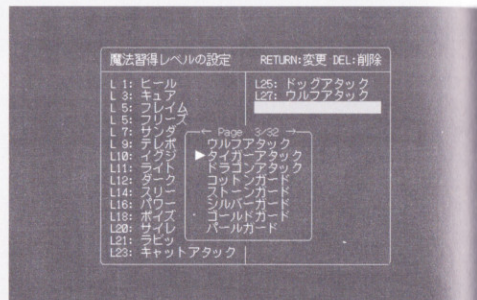 魔法習得レベルの設定 RETURN:変更 DEL:削除
L 1: ヒール
L 3: キュア
L 5: フレイム
L 5: フリーズ
L 7: サンダ
L 9: テレポ
L10: イグジ
L11: ライト
L12: ダーク
L14: スリー
L16: パワー
L18: ポイズ
L20: サイレ
L21: ラビッ
L23: キャットアタック
L25: ドッグアタック
L27: ウルフアタック
← Page 3/32 →
ウルフアタック
▶タイガーアタック
ドラゴンアタック
コットンガード
ストーンガード
シルバーガード
ゴールドガード
パールガード